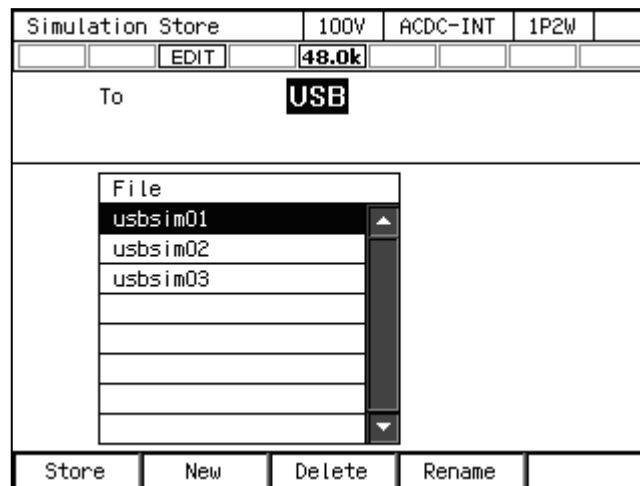 Simulation Store 100V ACDC-INT 1P2W
EDIT 48.0k
To USB
File
usbsim01
usbsim02
usbsim03
Store New Delete Rename